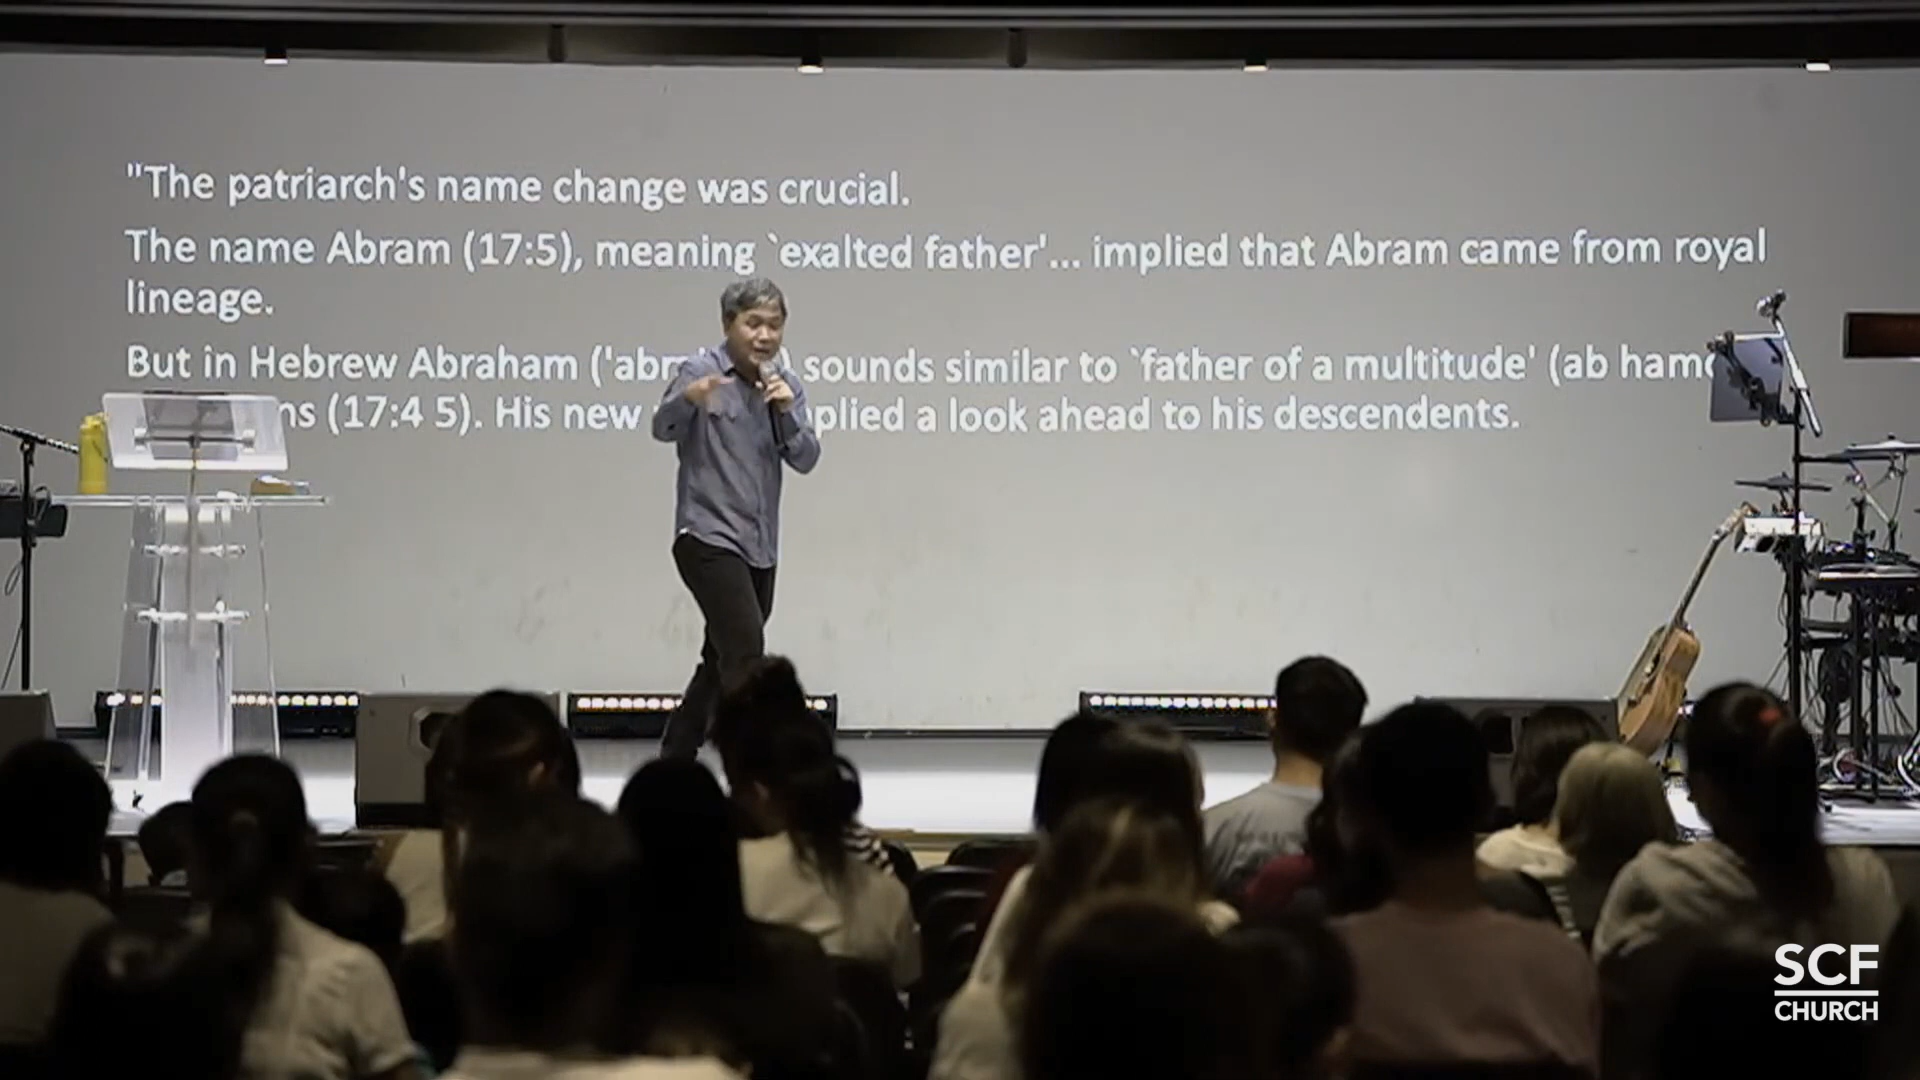 "The patriarch's name change was crucial.
The name Abram (17:5), meaning `exalted father'... implied that Abram came from royal
lineage.
But in Hebrew Abraham ('abr sounds similar to `father of a multitude' (ab ham
(17:4 5). His new a look ahead to his descendents.
SCF
CHURCH